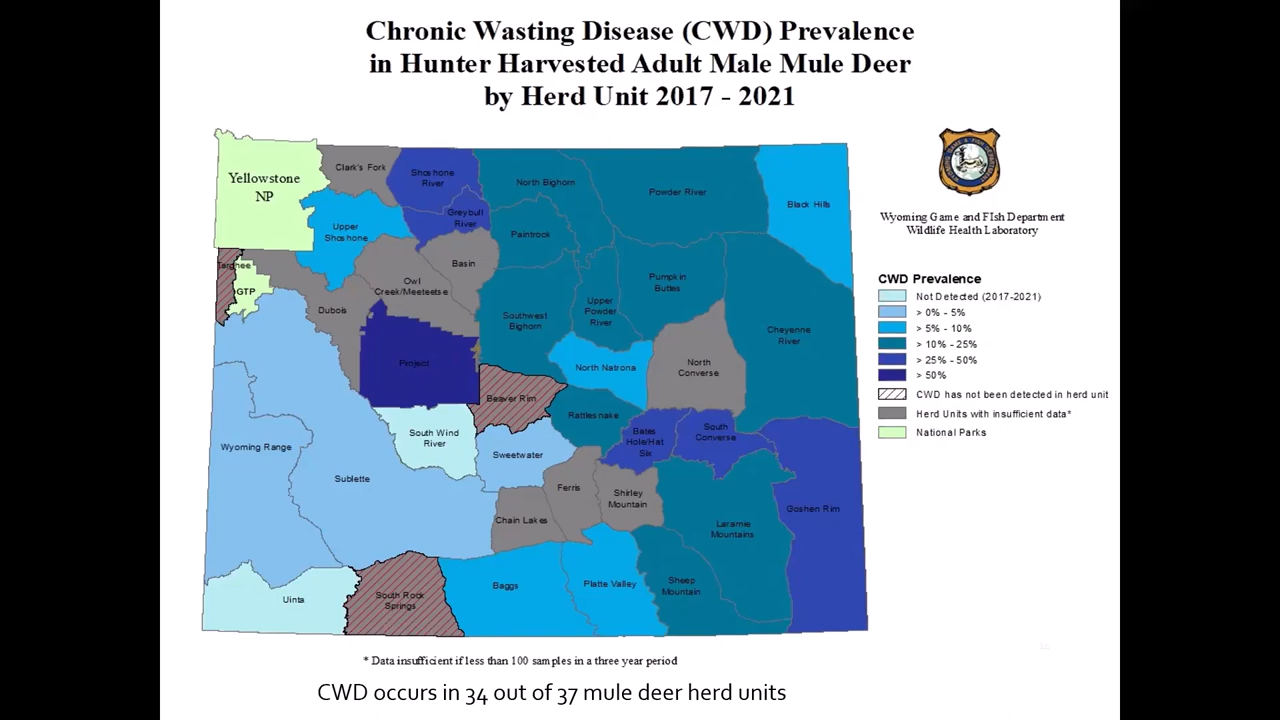 Chronic Wasting Disease (CWD) Prevalence
in Hunter Harvested Adult Male Mule Deer
by Herd Unit 2017 - 2021
Yellowstone
NP
Clark's Fork
Shoshone
River
North Bighorn
Powder River
Black Hills
Upper
Shoshone
Greybull
River
Paintrock
Targhee
GTP
Basin
Owl
Creek/Meeteetse
Dubois
Pumpkin
Buttes
Upper
Powder
River
Southwest
Bighorn
Cheyenne
River
Project
North Natrona
North
Converse
Beaver Rim
Rattlesnake
South Wind
River
Wyoming Range
Sublette
Sweetwater
Bates
Hole/Hat
Six
South
Converse
Ferris
Shirley
Mountain
Chain Lakes
Goshen Rim
Laramie
Mountains
Uinta
South Rock
Springs
Baggs
Platte Valley
Sheep
Mountain
Wyoming Game and FIsh Department
Wildlife Health Laboratory
CWD Prevalence
Not Detected (2017-2021)
> 0% - 5%
> 5% - 10%
> 10% - 25%
> 25% - 50%
> 50%
CWD has not been detected in herd unit
Herd Units with insufficient data*
National Parks
* Data insufficient if less than 100 samples in a three year period
CWD occurs in 34 out of 37 mule deer herd units